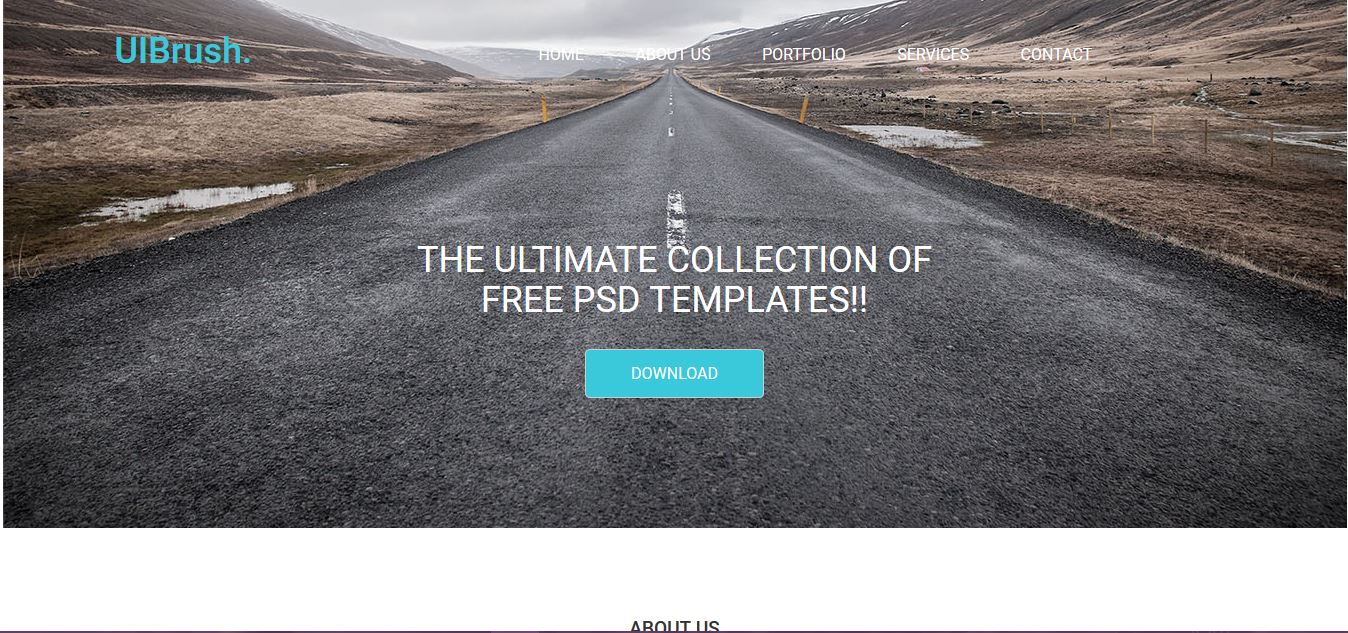 UIBrush.
HOME ABOUT US PORTFOLIO SERVICES CONTACT
THE ULTIMATE COLLECTION OF
FREE PSD TEMPLATES!!
DOWNLOAD
ABOUT US